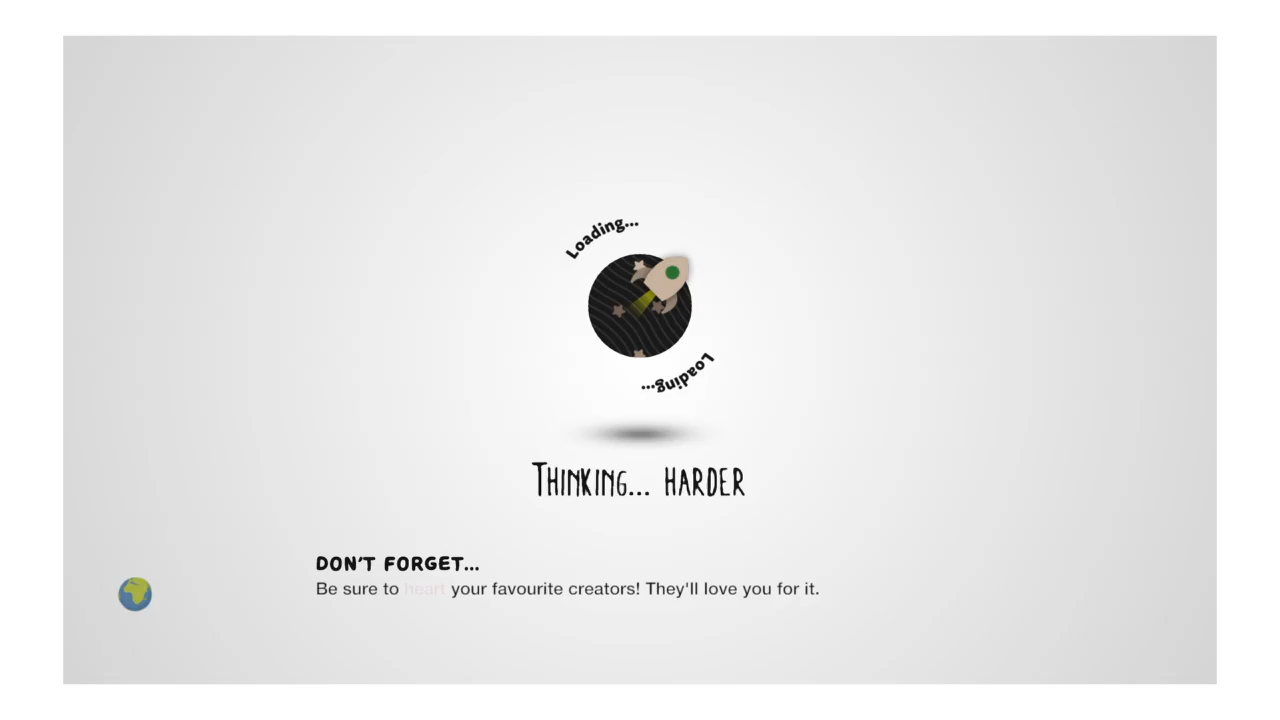 Loading...
Loading...
THINKING... HARDER
DON'T FORGET...
Be sure to heart your favourite creators! They'll love you for it.